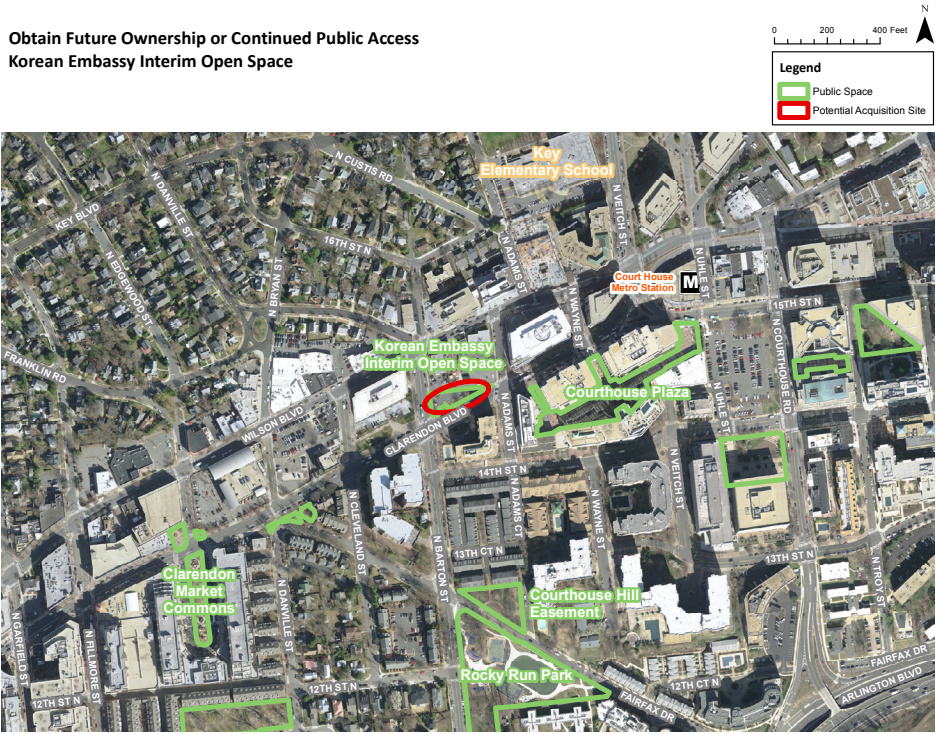 Obtain Future Ownership or Continued Public Access
Korean Embassy Interim Open Space
N
0 200 400 Feet
Legend
Public Space
Potential Acquisition Site
Key
Elementary School
N CUSTIS RD
N VEITCH ST
N DANVILLE ST
KEY BLVD
16TH ST N
N ADAMS ST
N EDGEWOOD ST
N BRYAN ST
Court House
Metro Station
M
N UHLE ST
N WAYNE ST
15TH ST N
N COURTHOUSE RD
Korean Embassy
Interim Open Space
FRANKLIN RD
Courthouse Plaza
WILSON BLVD
CLARENDON BLVD
N ADAMS ST
N UHLE ST
14TH ST N
N VEITCH ST
N CLEVELAND ST
N ADAMS CT
N WAYNE ST
13TH CT N
13TH ST N
N BARTON ST
N TROY ST
Clarendon
Market
Commons
N DANVILLE ST
Courthouse Hill
Easement
N GARFIELD ST
N FILLMORE ST
Rocky Run Park
FAIRFAX DR
12TH ST N
12TH ST N
12TH CT N
FAIRFAX DR
ARLINGTON BLVD